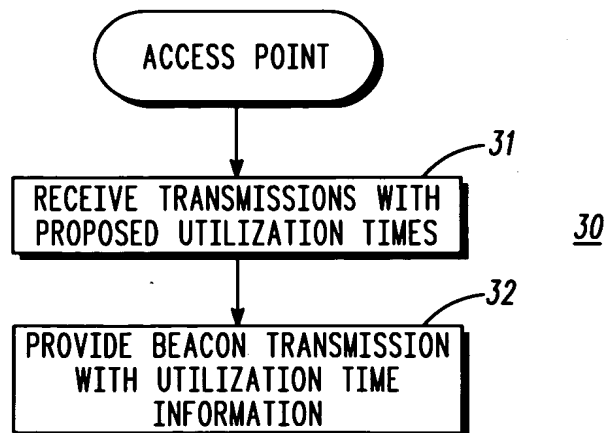 ACCESS POINT
31
RECEIVE TRANSMISSIONS WITH
PROPOSED UTILIZATION TIMES
30
32
PROVIDE BEACON TRANSMISSION
WITH UTILIZATION TIME
INFORMATION